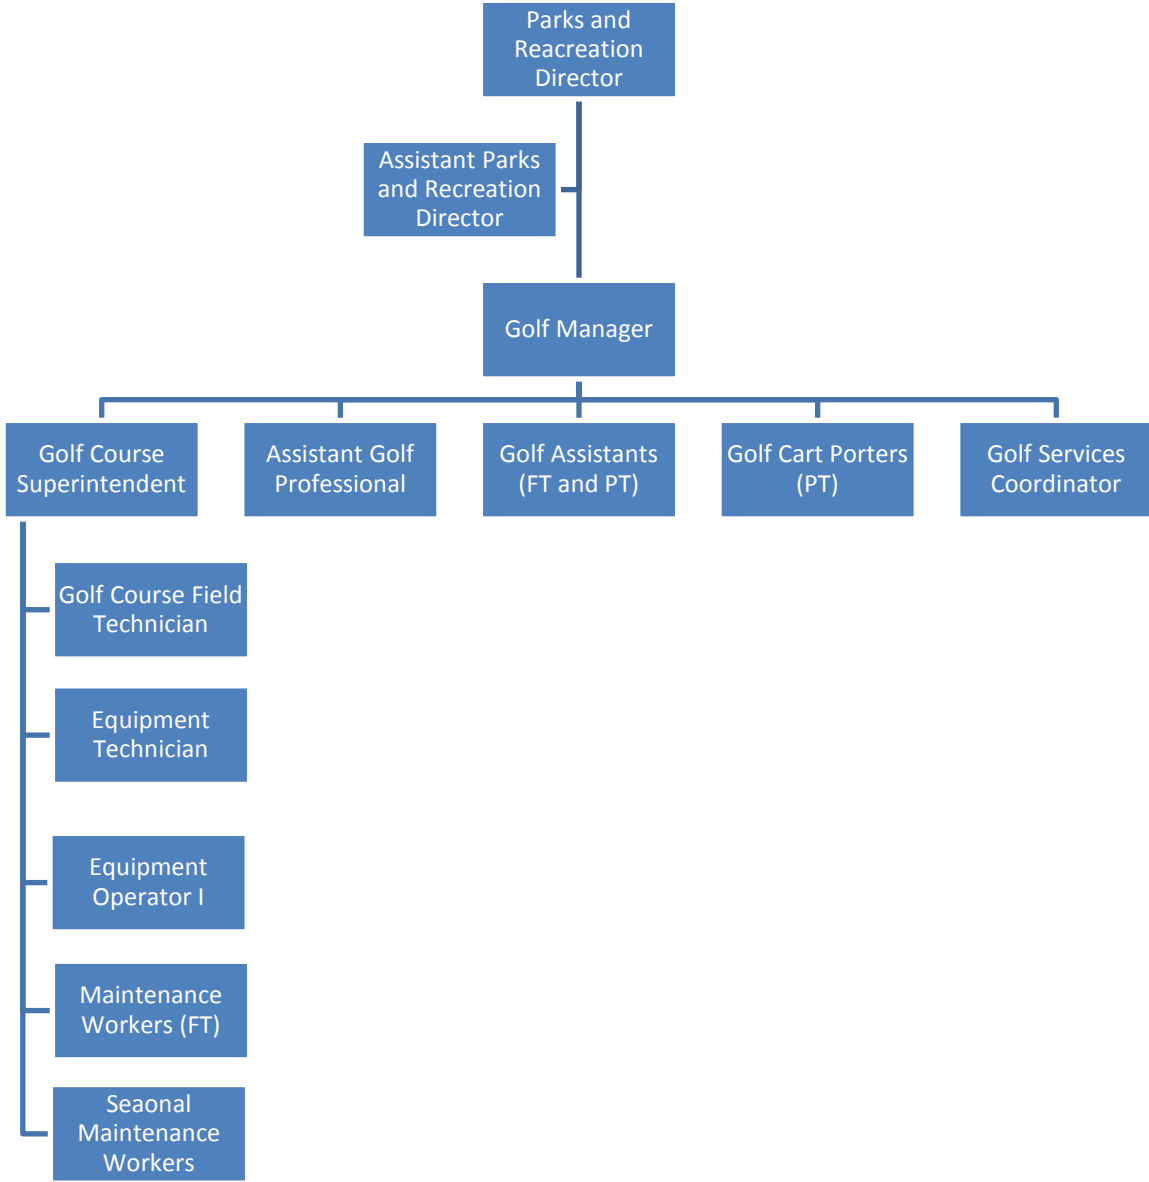 Parks and
Reacreation
Director
Assistant Parks
and Recreation
Director
Golf Manager
Golf Course
Superintendent
Assistant Golf
Professional
Golf Assistants
(FT and PT)
Golf Cart Porters
(PT)
Golf Services
Coordinator
Golf Course Field
Technician
Equipment
Technician
Equipment
Operator I
Maintenance
Workers (FT)
Seaonal
Maintenance
Workers